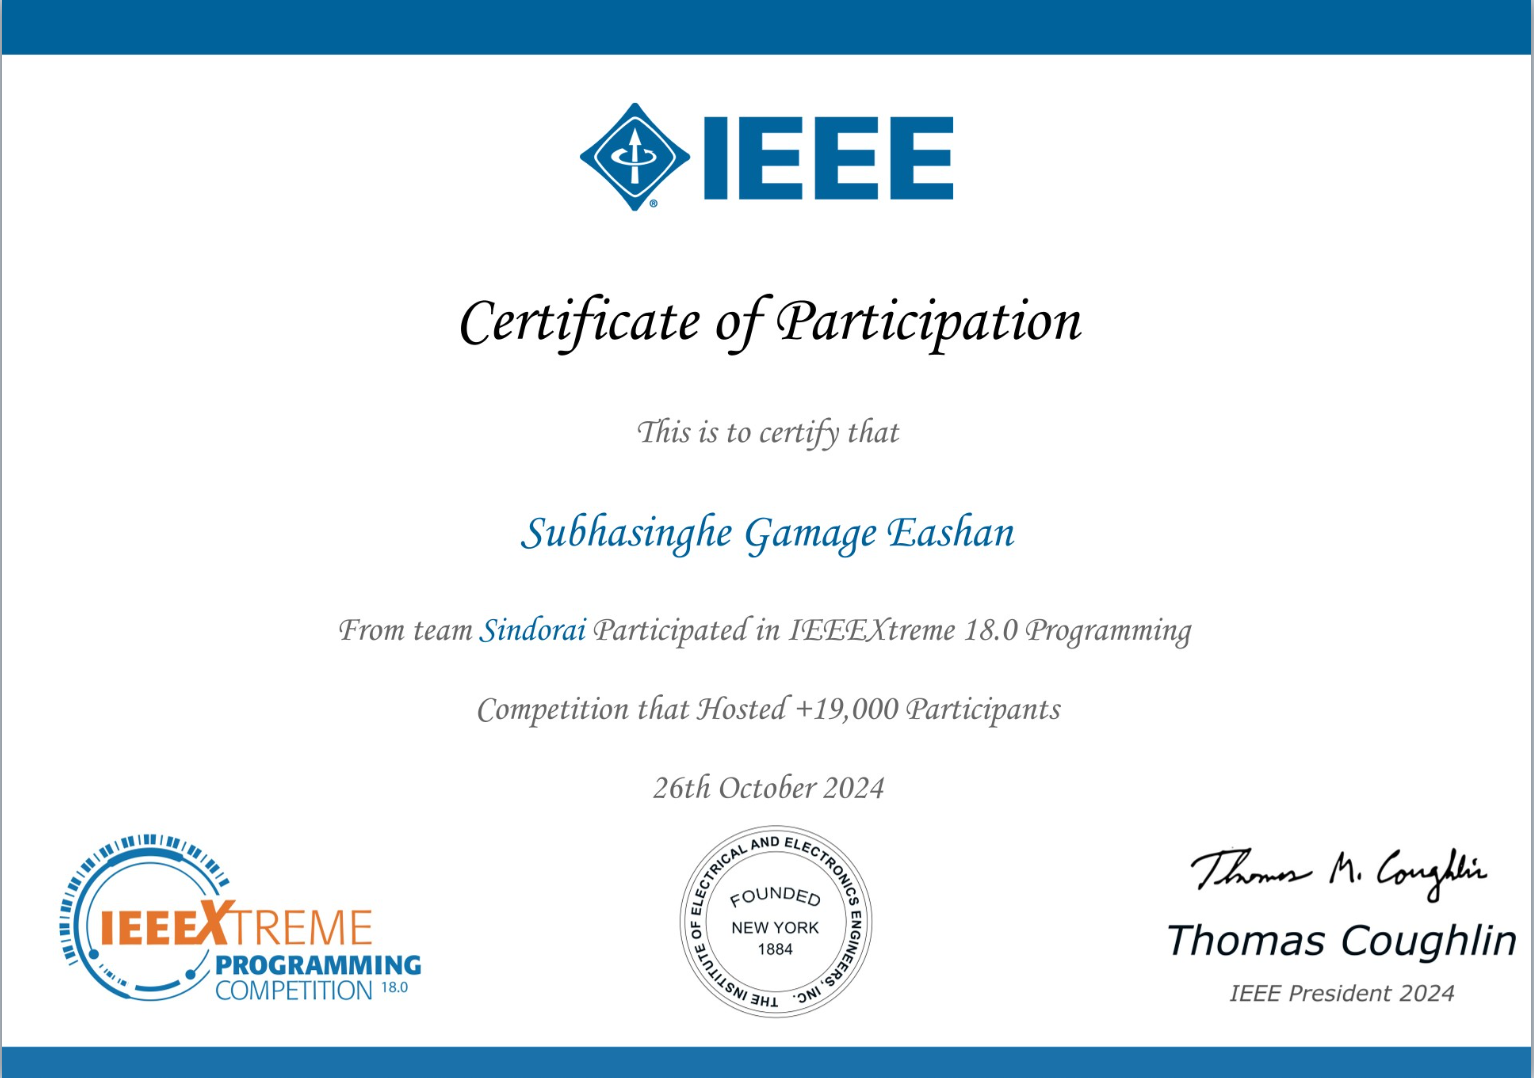 IEEE
®
Certificate of Participation
This is to certify that
Subhasinghe Gamage Eashan
From team Sindorai Participated in IEEEXtreme 18.0 Programming
Competition that Hosted +19,000 Participants
26th October 2024
IEEEXTREME
PROGRAMMING
COMPETITION 18.0
THE INSTITUTE OF ELECTRICAL AND ELECTRONICS ENGINEERS, INC.
FOUNDED
NEW YORK
1884
Thomas M. Coughlin
Thomas Coughlin
IEEE President 2024